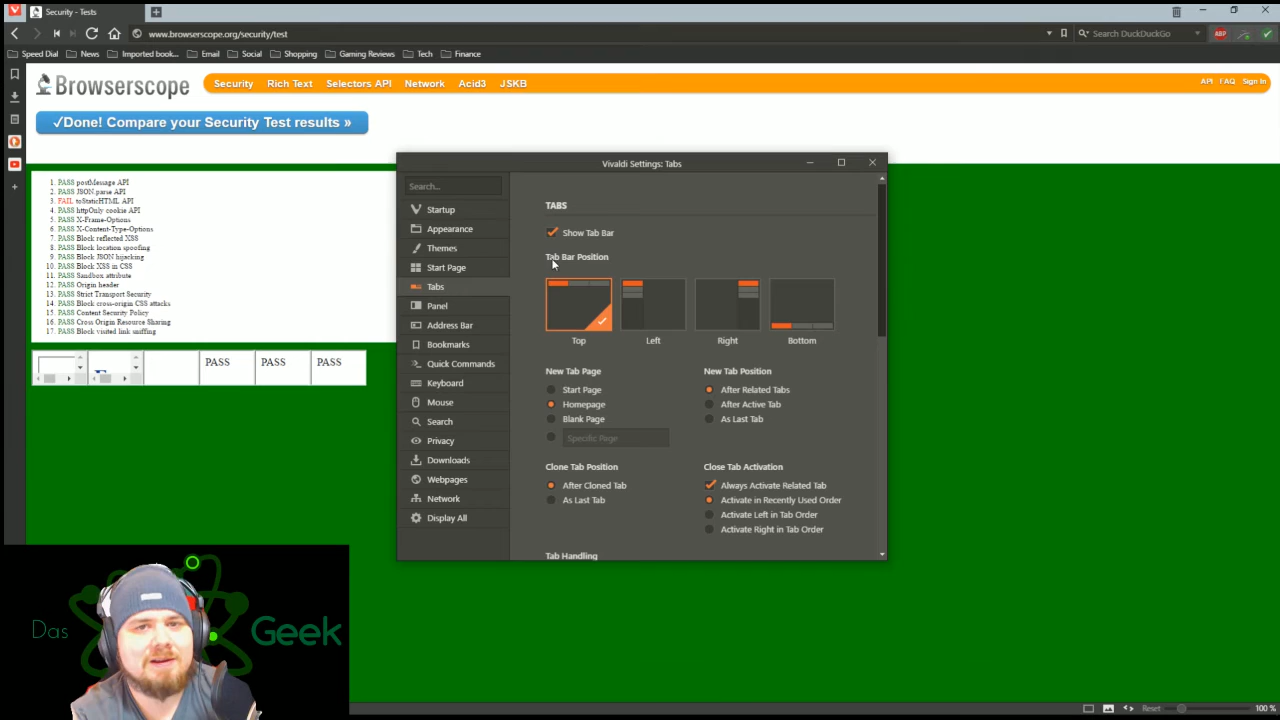 Security - Tests
www.browserscope.org/security/test
Search DuckDuckGo
ABP
Speed Dial
News
Imported book...
Email
Social
Shopping
Gaming Reviews
Tech
Finance
Browserscope
Security
Rich Text
Selectors API
Network
Acid3
JSKB
API
FAQ
Sign In
✓Done! Compare your Security Test results »
1. PASS postMessage API
2. PASS JSON.parse API
3. FAIL toStaticHTML API
4. PASS httpOnly cookie API
5. PASS X-Frame-Options
6. PASS X-Content-Type-Options
7. PASS Block reflected XSS
8. PASS Block location spoofing
9. PASS Block JSON hijacking
10. PASS Block XSS in CSS
11. PASS Sandbox attribute
12. PASS Origin header
13. PASS Strict Transport Security
14. PASS Block cross-origin CSS attacks
15. PASS Content Security Policy
16. PASS Cross Origin Resource Sharing
17. PASS Block visited link sniffing
PASS
PASS
PASS
Vivaldi Settings: Tabs
Search...
Startup
Appearance
Themes
Start Page
Tabs
Panel
Address Bar
Bookmarks
Quick Commands
Keyboard
Mouse
Search
Privacy
Downloads
Webpages
Network
Display All
TABS
Show Tab Bar
Tab Bar Position
Top
Left
Right
Bottom
New Tab Page
Start Page
Homepage
Blank Page
Specific Page
New Tab Position
After Related Tabs
After Active Tab
As Last Tab
Clone Tab Position
After Cloned Tab
As Last Tab
Close Tab Activation
Always Activate Related Tab
Activate in Recently Used Order
Activate Left in Tab Order
Activate Right in Tab Order
Tab Handling
Das
Geek
Reset
100 %